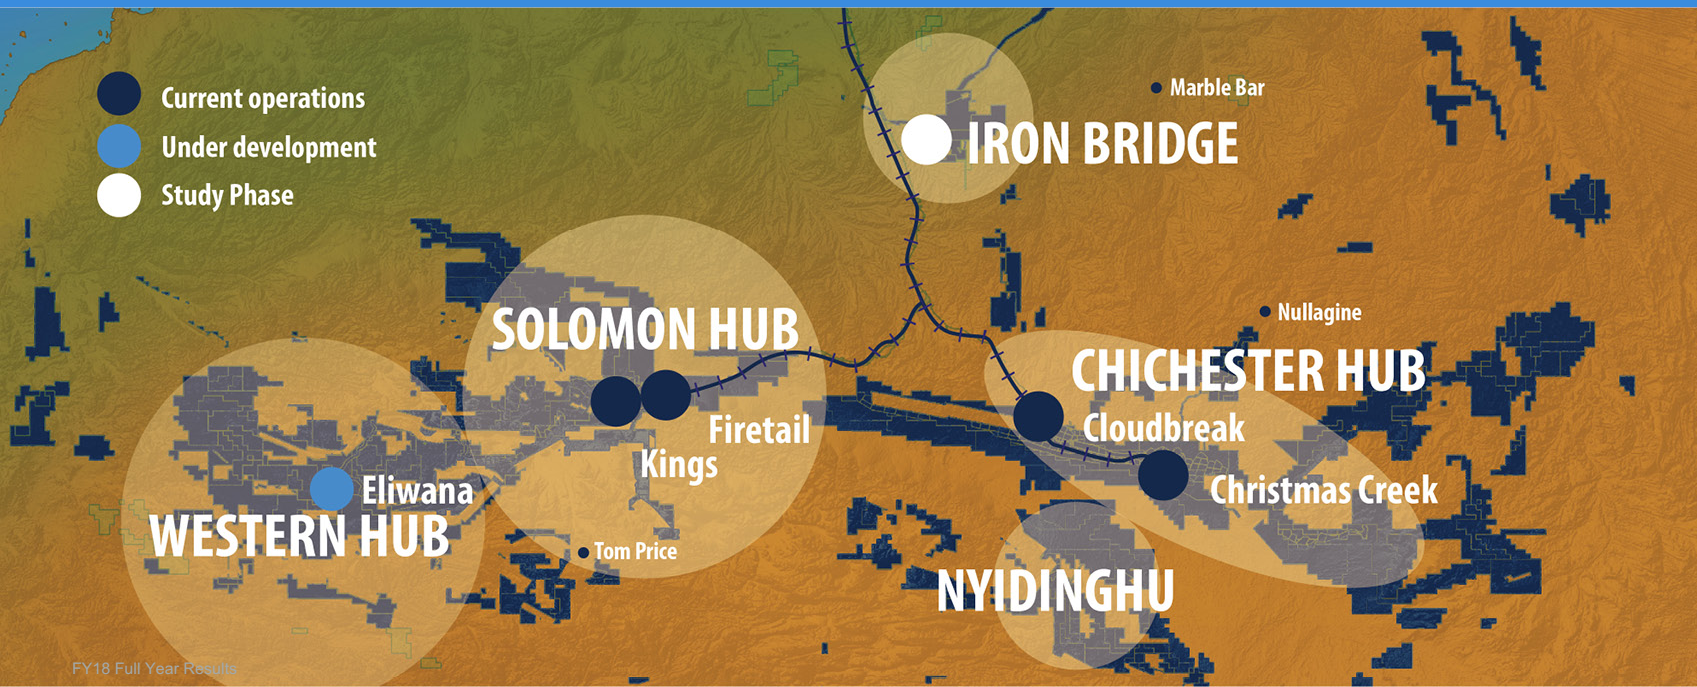 Current operations
Under development
Study Phase
Marble Bar
IRON BRIDGE
Nullagine
SOLOMON HUB
CHICHESTER HUB
Firetail
Cloudbreak
Kings
Eliwana
Christmas Creek
WESTERN HUB
Tom Price
NYIDINGHU
FY18 Full Year Results